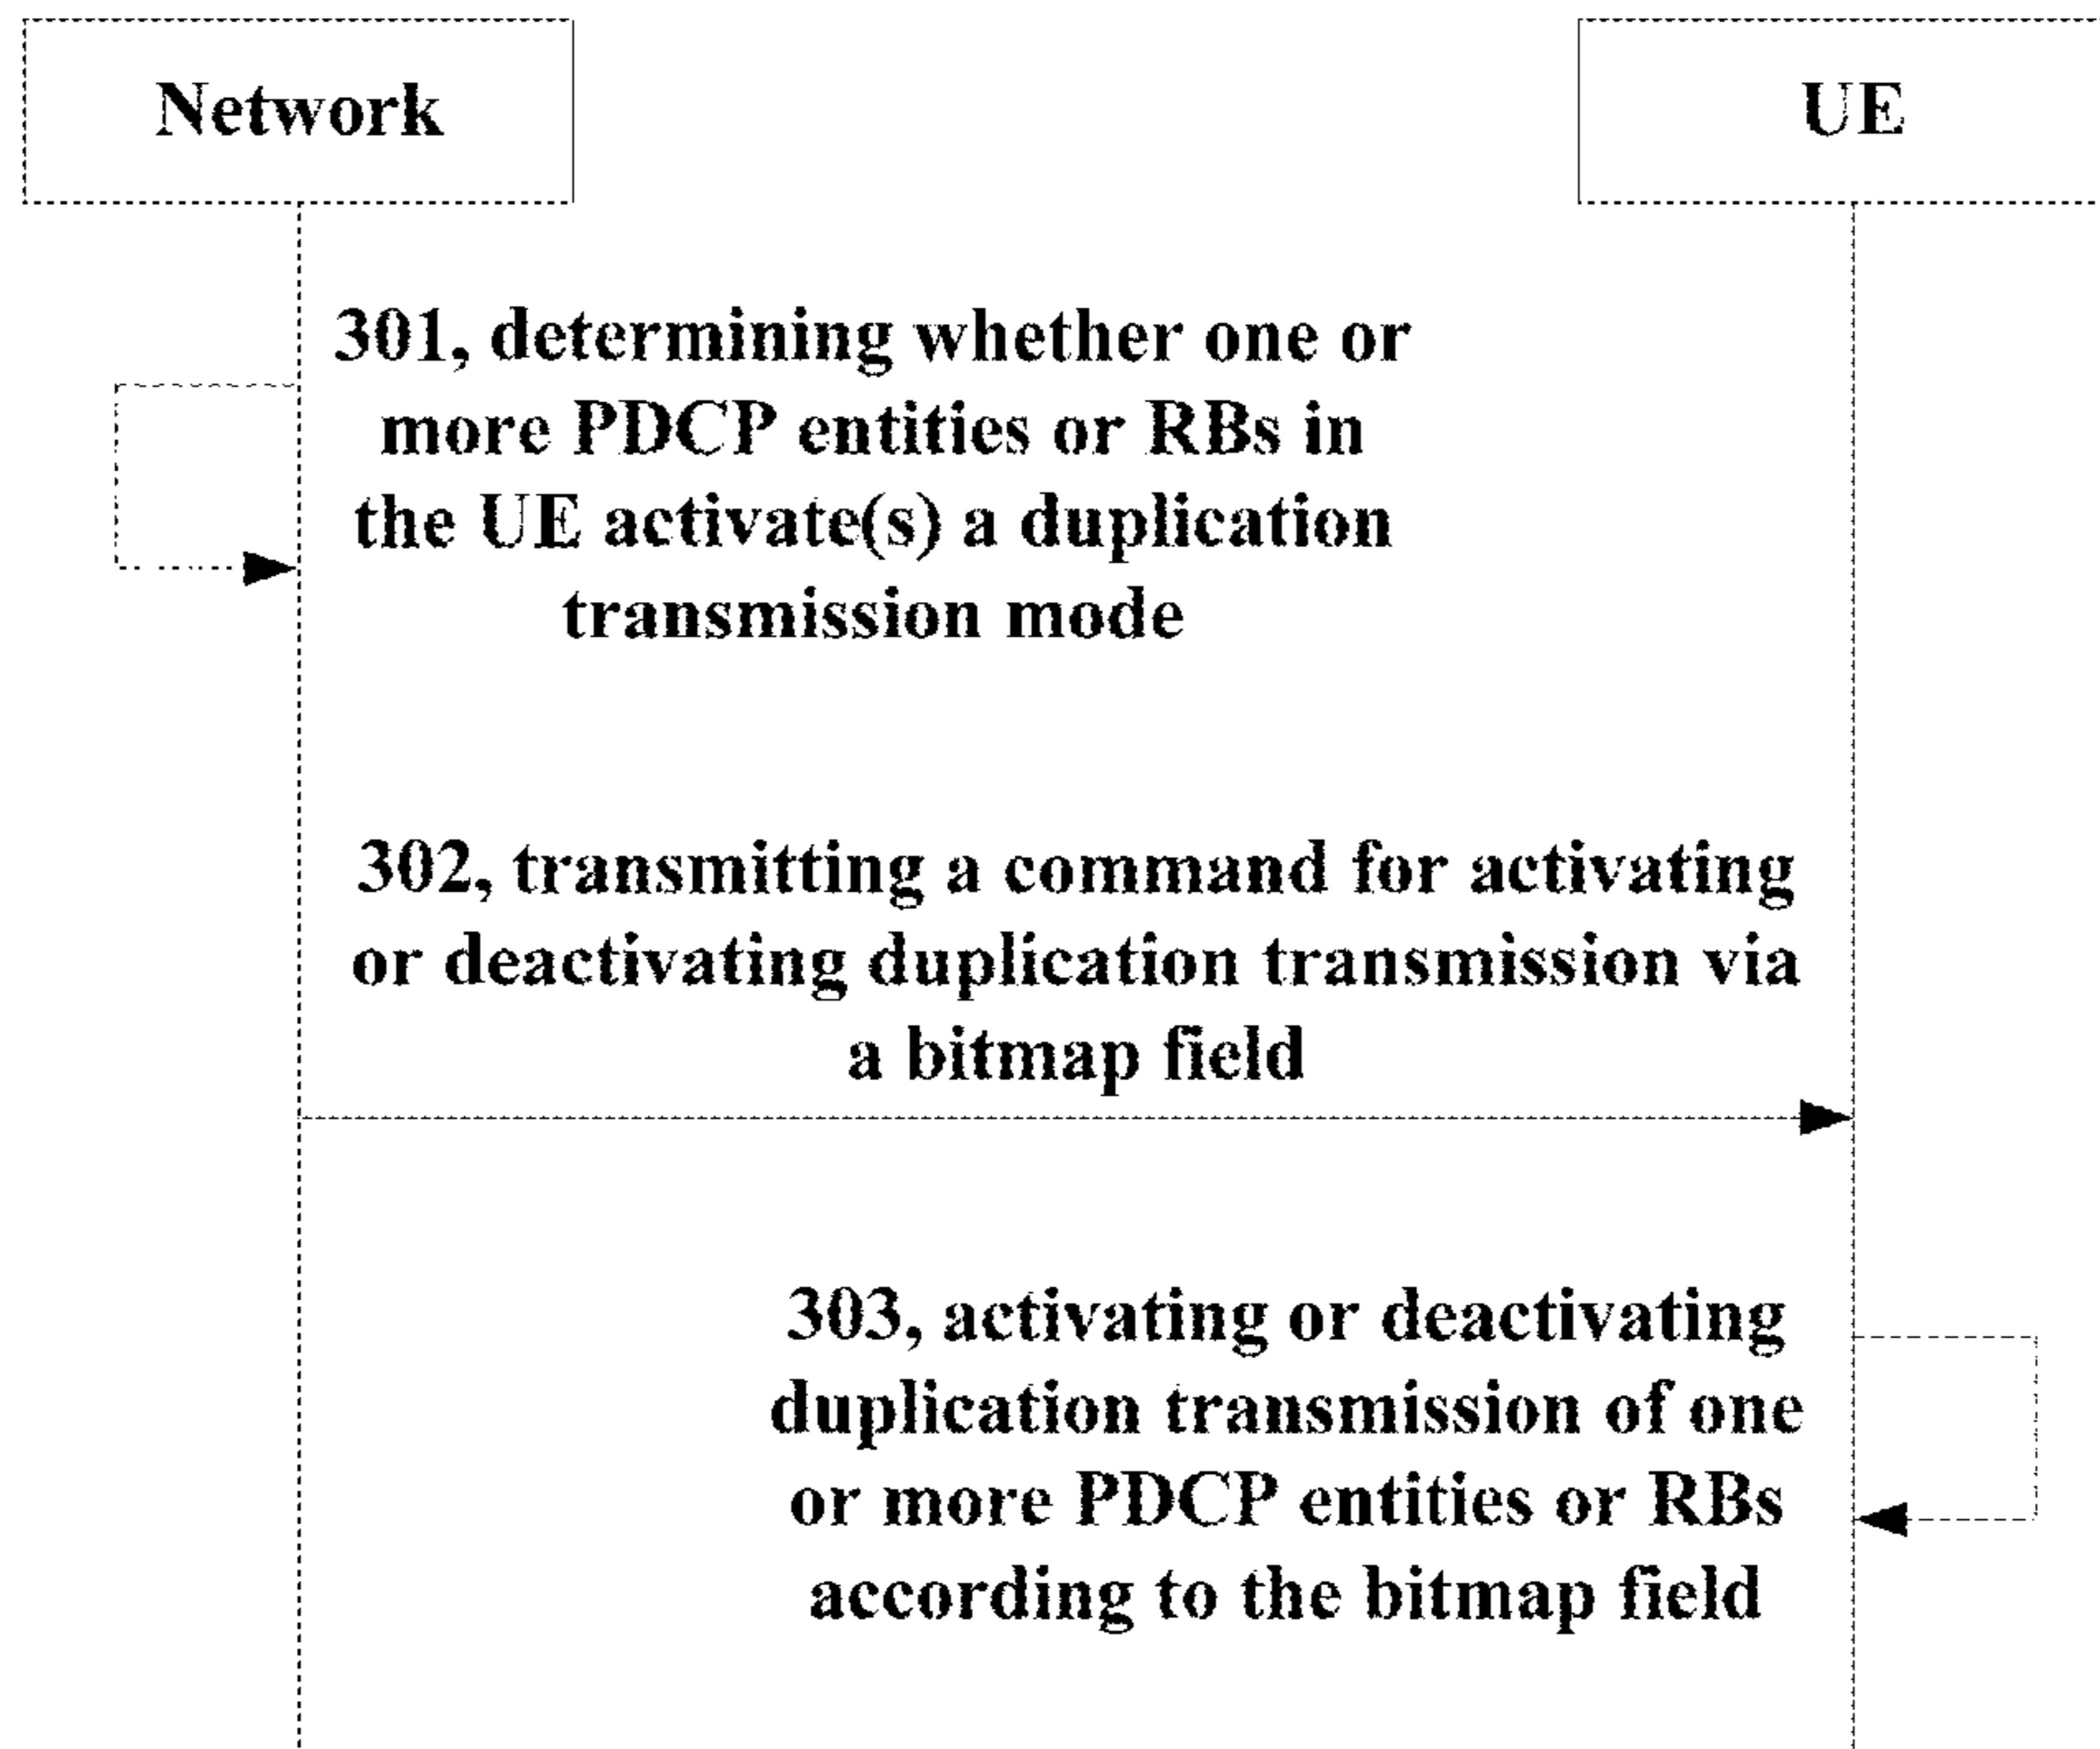 Network
UE
301, determining whether one or
more PDCP entities or RBs in
the UE activate(s) a duplication
transmission mode
302, transmitting a command for activating
or deactivating duplication transmission via
a bitmap field
303, activating or deactivating
duplication transmission of one
or more PDCP entities or RBs
according to the bitmap field